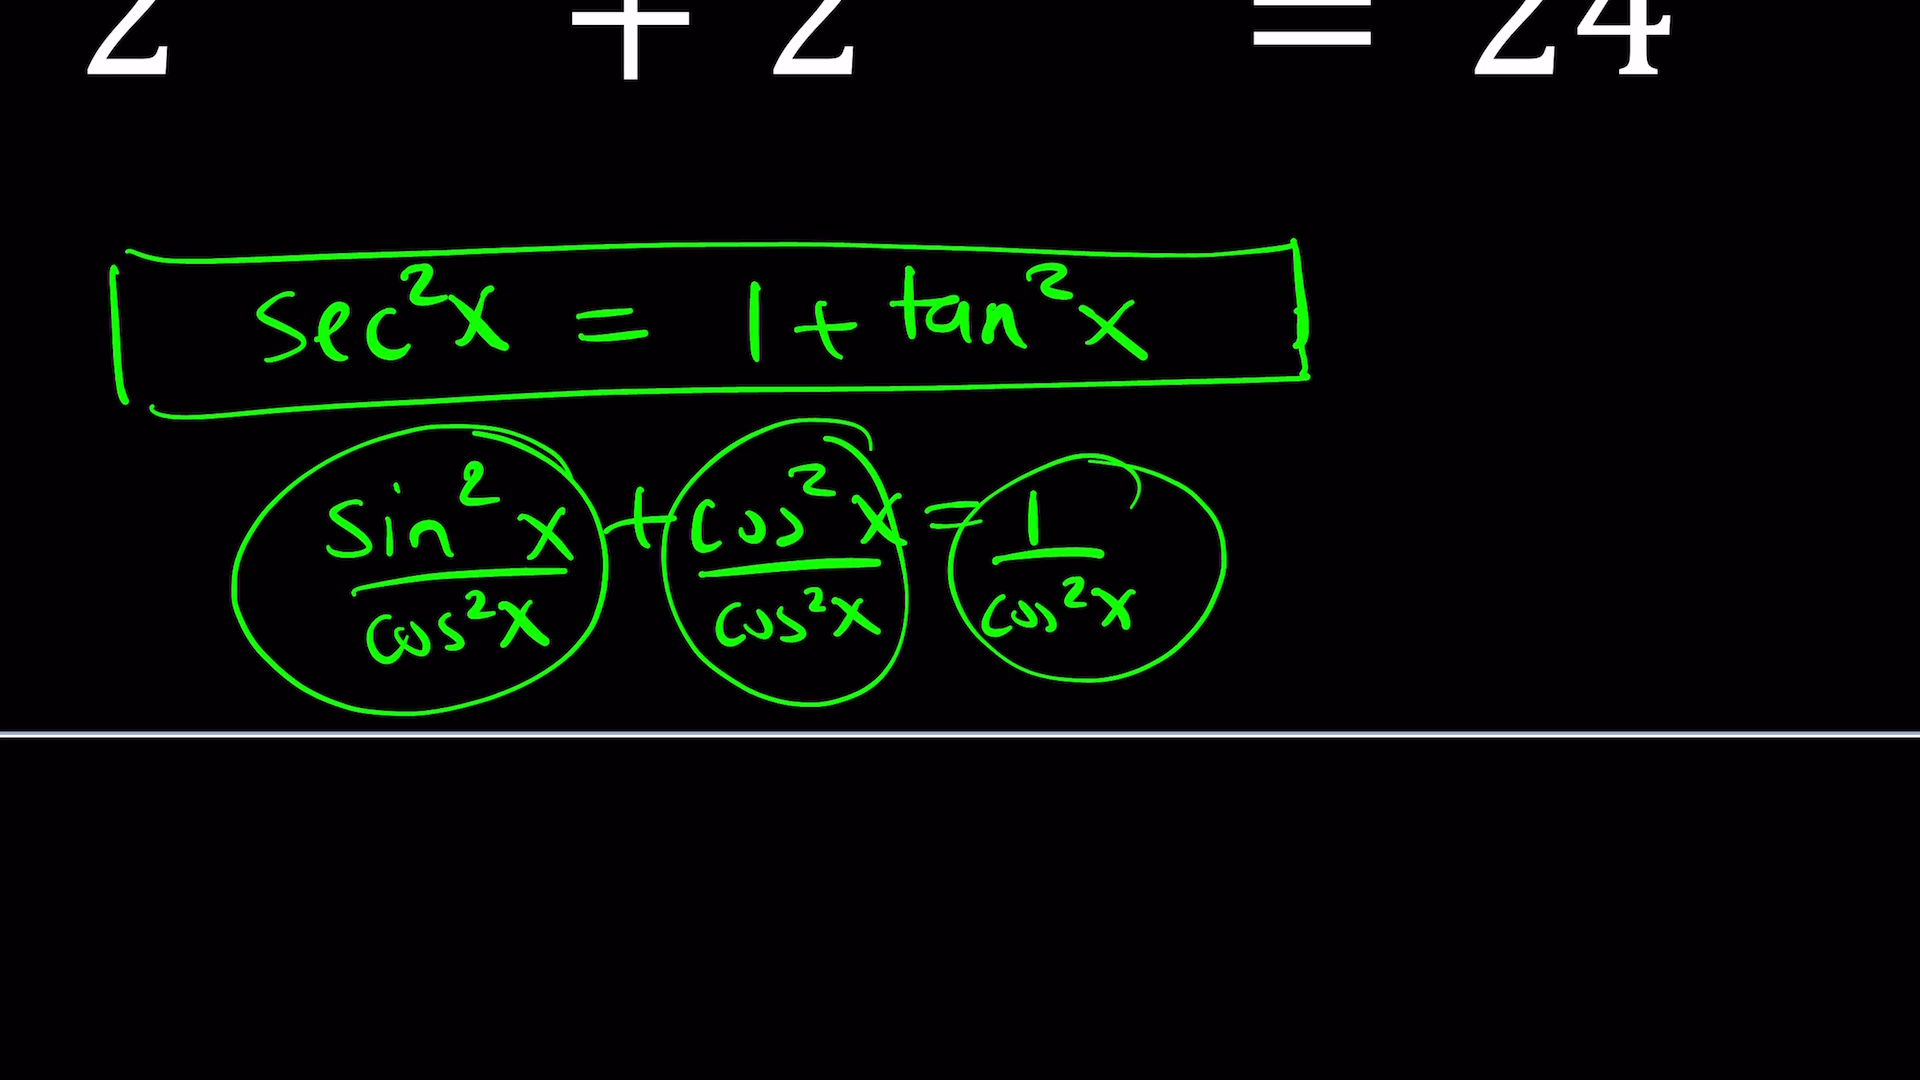 2 + 2 = 24
sec²x = 1 + tan²x
sin²x/cos²x + cos²x/cos²x = 1/cos²x